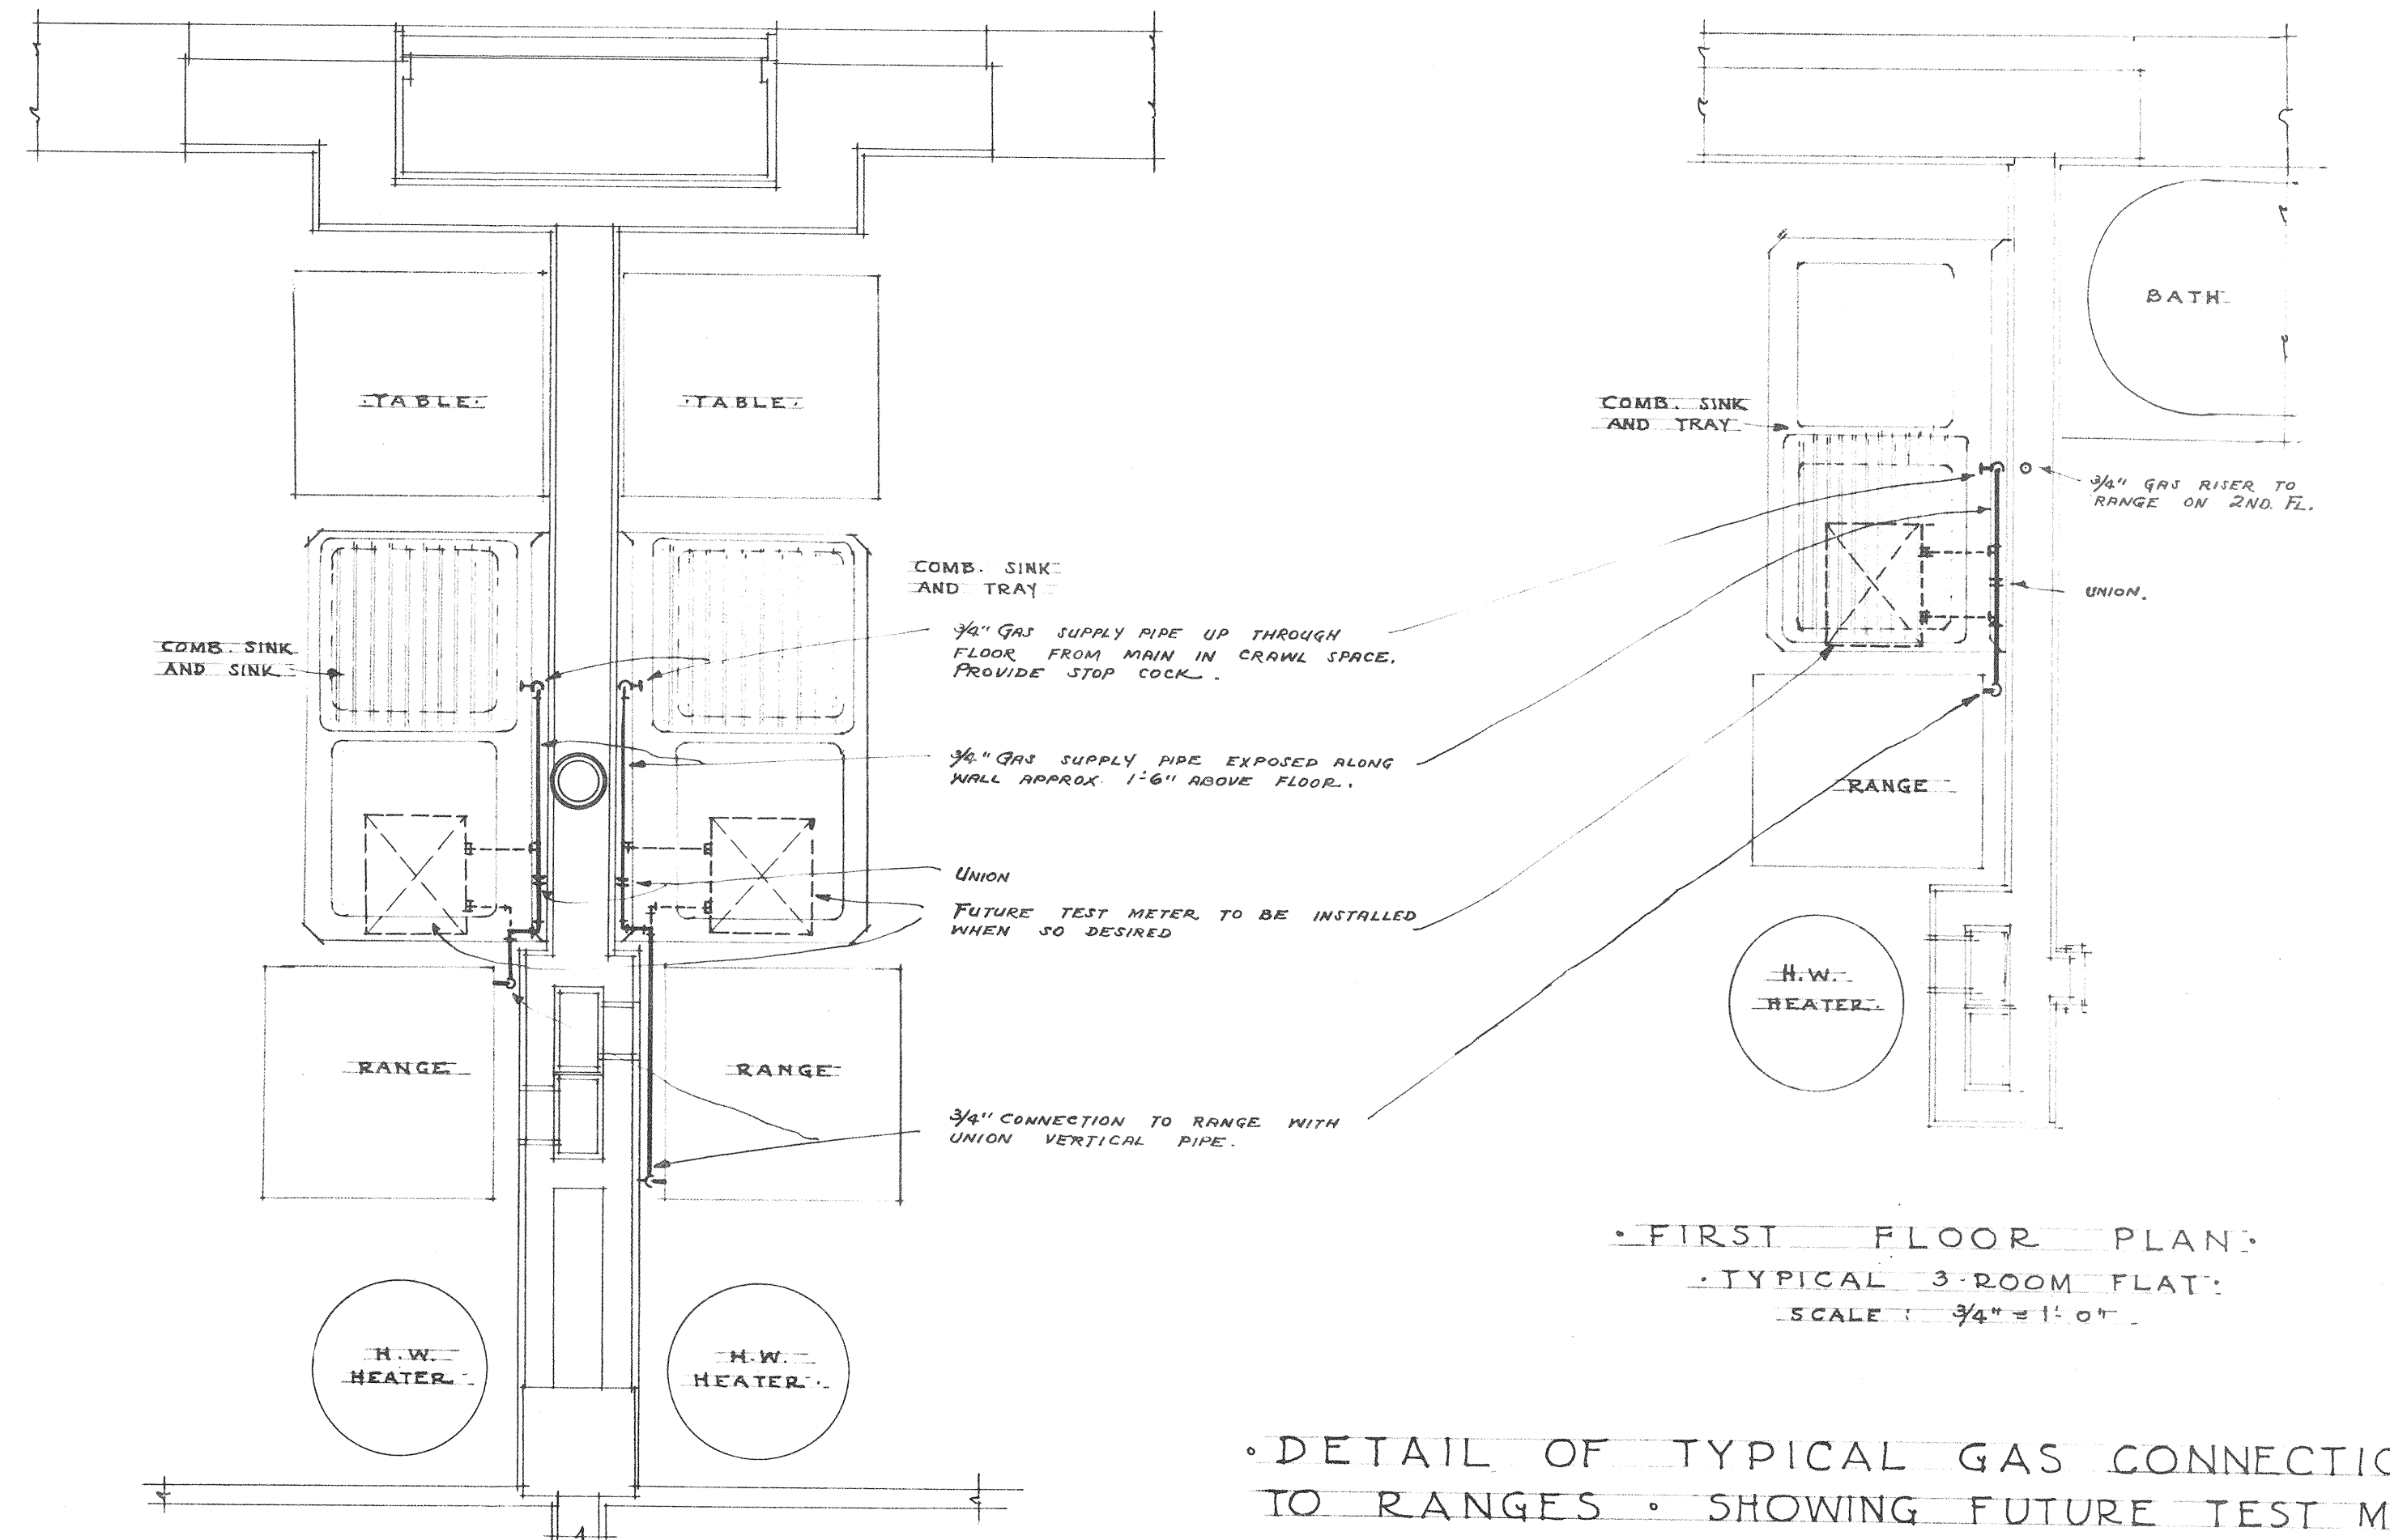 ·TABLE·
·TABLE·
COMB. SINK
AND SINK
COMB. SINK
AND TRAY
3/4" GAS SUPPLY PIPE UP THROUGH
FLOOR FROM MAIN IN CRAWL SPACE.
PROVIDE STOP COCK.
3/4" GAS SUPPLY PIPE EXPOSED ALONG
WALL APPROX. 1'-6" ABOVE FLOOR.
UNION
FUTURE TEST METER TO BE INSTALLED
WHEN SO DESIRED
RANGE
RANGE
3/4" CONNECTION TO RANGE WITH
UNION VERTICAL PIPE.
H.W.
HEATER·
H.W.
HEATER·
BATH
COMB. SINK
AND TRAY
3/4" GAS RISER TO
RANGE ON 2ND. FL.
UNION.
RANGE
H.W.
HEATER·
·FIRST FLOOR PLAN·
·TYPICAL 3-ROOM FLAT·
SCALE : 3/4" = 1'-0"
·DETAIL OF TYPICAL GAS CONNECTIO
TO RANGES · SHOWING FUTURE TEST M